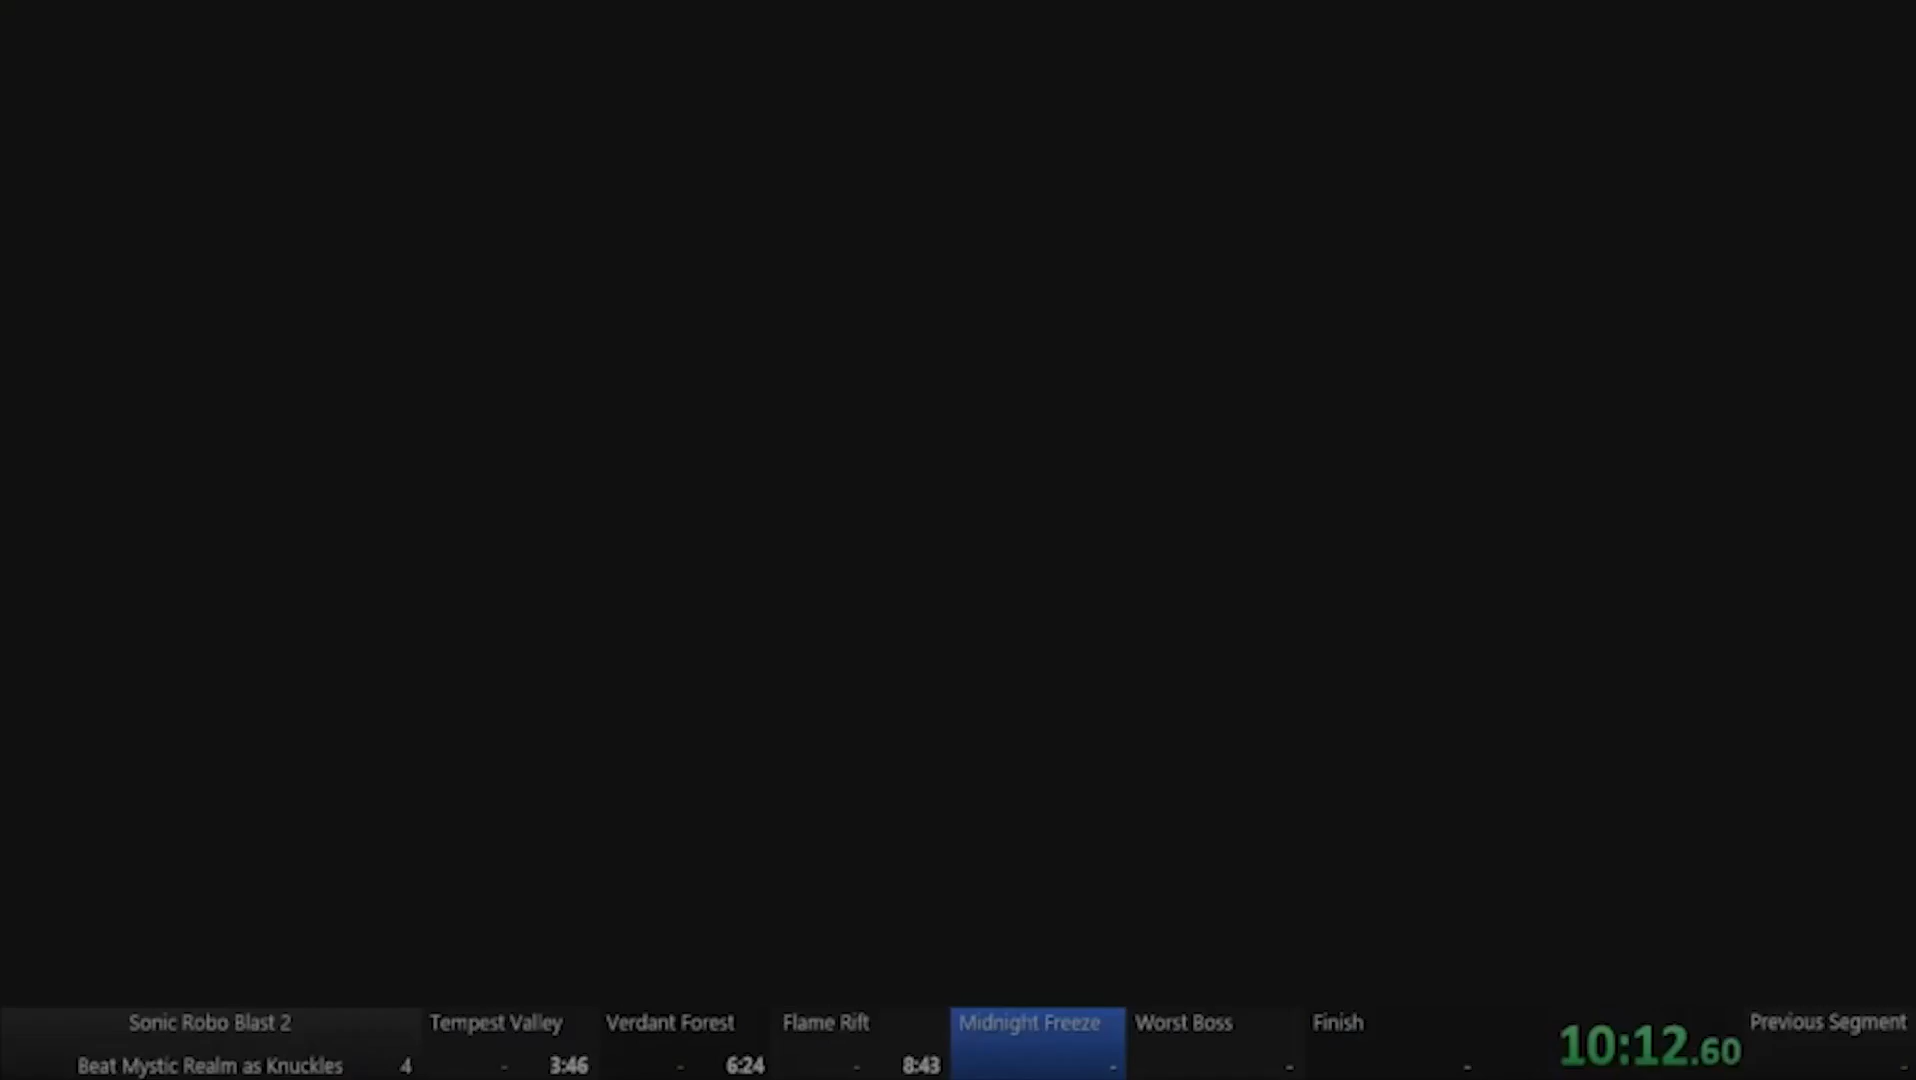 Sonic Robo Blast 2
Beat Mystic Realm as Knuckles 4
Tempest Valley
- 3:46
Verdant Forest
- 6:24
Flame Rift
- 8:43
Midnight Freeze
-
Worst Boss
-
Finish
-
10:12.60
Previous Segment
-